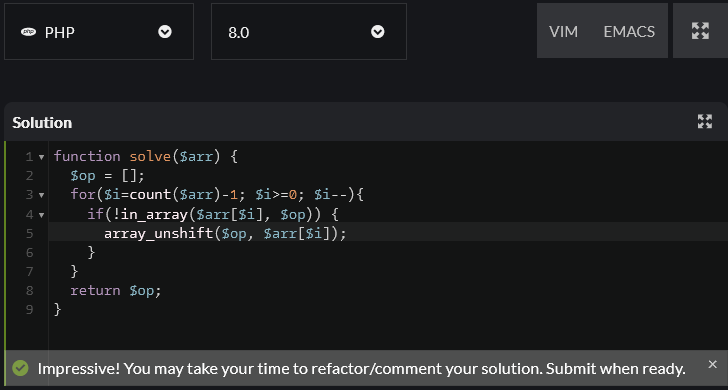 php PHP
8.0
VIM EMACS
Solution
1 function solve($arr) {
2 $op = [];
3 for($i=count($arr)-1; $i>=0; $i--){
4 if(!in_array($arr[$i], $op)) {
5 array_unshift($op, $arr[$i]);
6 }
7 }
8 return $op;
9 }
Impressive! You may take your time to refactor/comment your solution. Submit when ready.